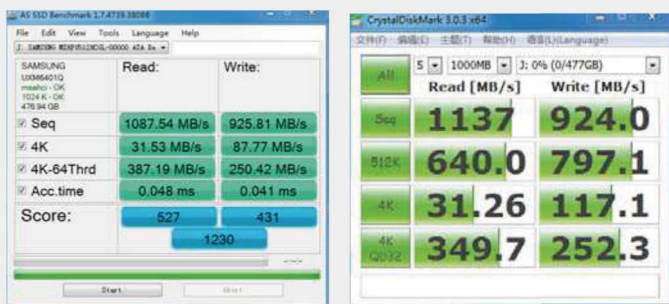 AS SSD Benchmark 1.7.4739.38088
File Edit View Tools Language Help
SAMSUNG
UXM6401Q
msahci - OK
1024 K - OK
476.94 GB
Read:
Write:
Seq
1087.54 MB/s
925.81 MB/s
4K
31.53 MB/s
87.77 MB/s
4K-64Thrd
387.19 MB/s
250.42 MB/s
Acc.time
0.048 ms
0.041 ms
Score:
527
431
1230
-:--:--
Start
Abort
CrystalDiskMark 3.0.3 x64
文件(F) 编辑(E) 主题(T) 帮助(H) 语言(L)(Language)
All
5
1000MB
J: 0% (0/477GB)
Read [MB/s]
Write [MB/s]
Seq
1137
924.0
512K
640.0
797.1
4K
31.26
117.1
4K
QD32
349.7
252.3